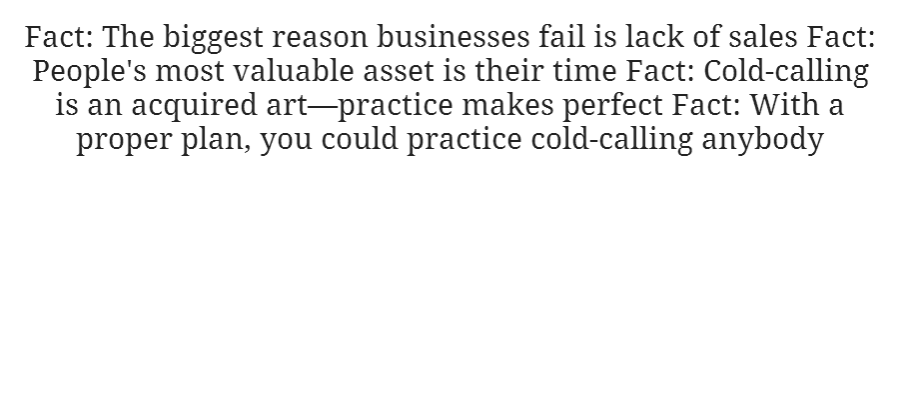 Fact: The biggest reason businesses fail is lack of sales Fact:
People's most valuable asset is their time Fact: Cold-calling
is an acquired art—practice makes perfect Fact: With a
proper plan, you could practice cold-calling anybody